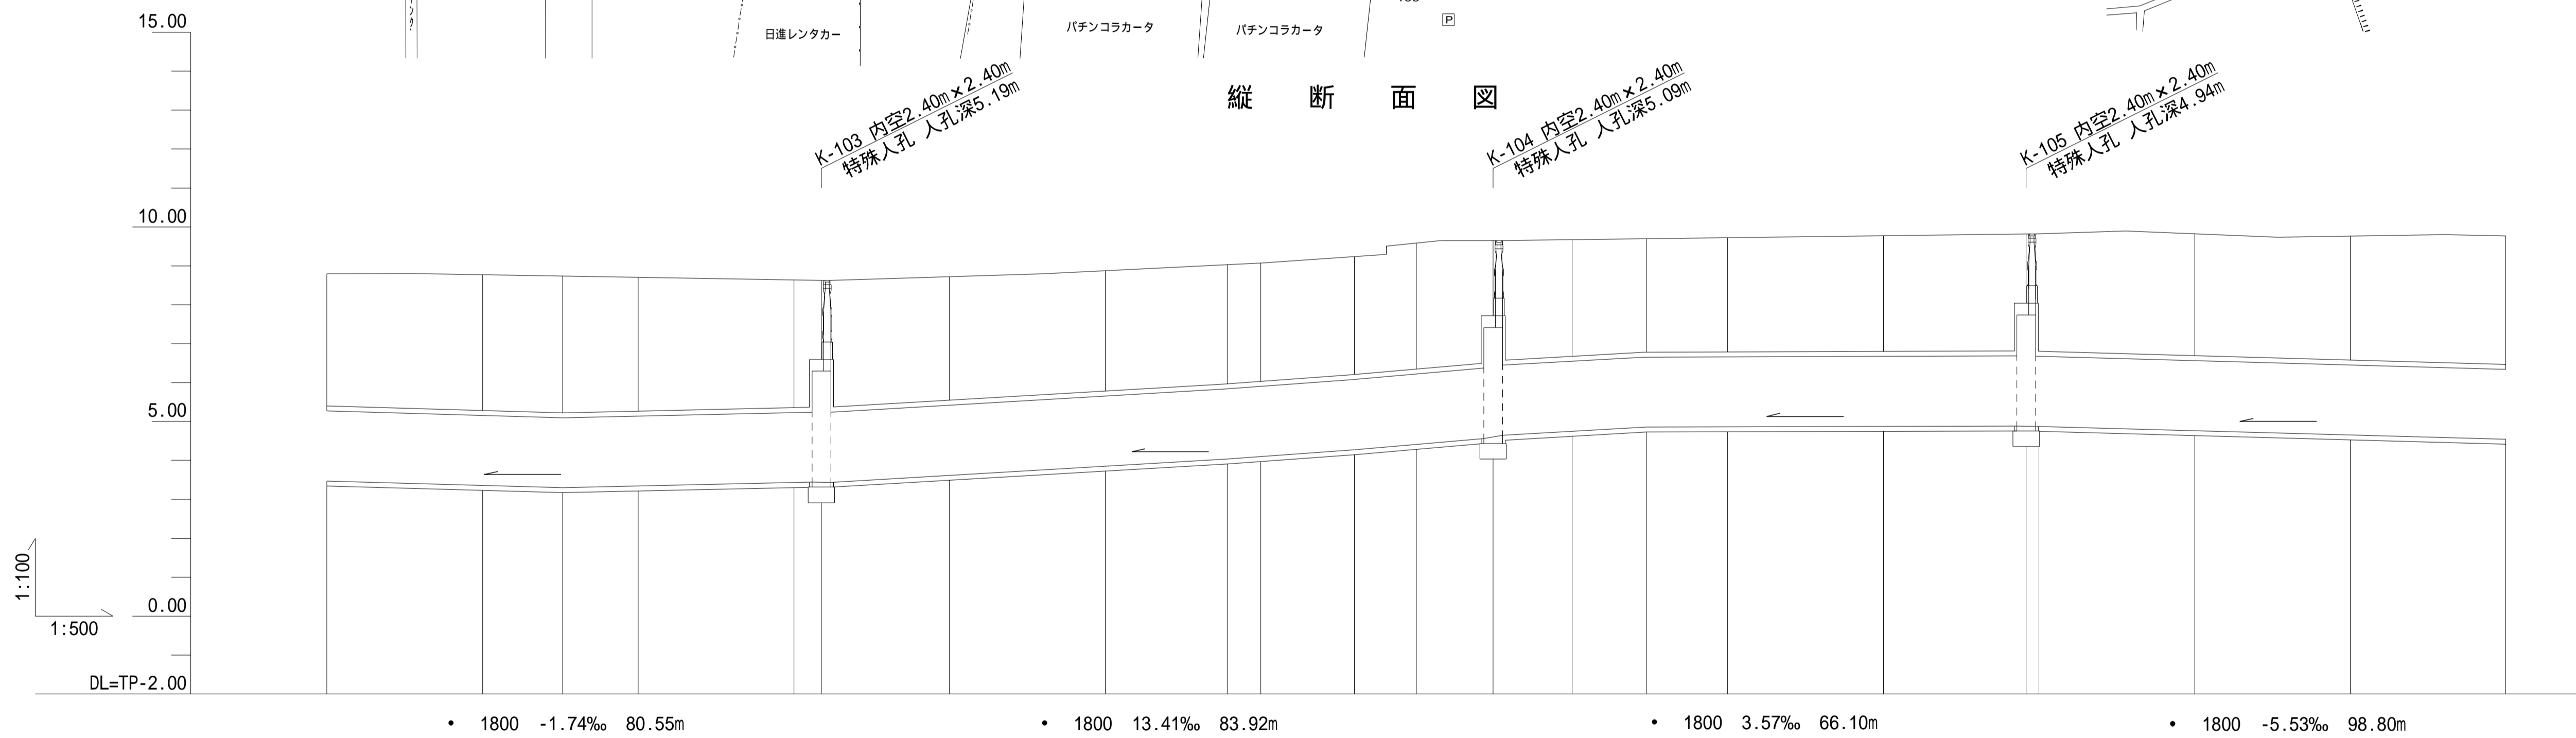 15.00
日進レンタカー
パチンコラカータ
パチンコラカータ
P
縦断面図
K-103 内空2.40m×2.40m
特殊人孔 人孔深5.19m
K-104 内空2.40m×2.40m
特殊人孔 人孔深5.09m
K-105 内空2.40m×2.40m
特殊人孔 人孔深4.94m
10.00
5.00
0.00
1:100
1:500
DL=TP-2.00
• 1800 -1.74‰ 80.55m
• 1800 13.41‰ 83.92m
• 1800 3.57‰ 66.10m
• 1800 -5.53‰ 98.80m